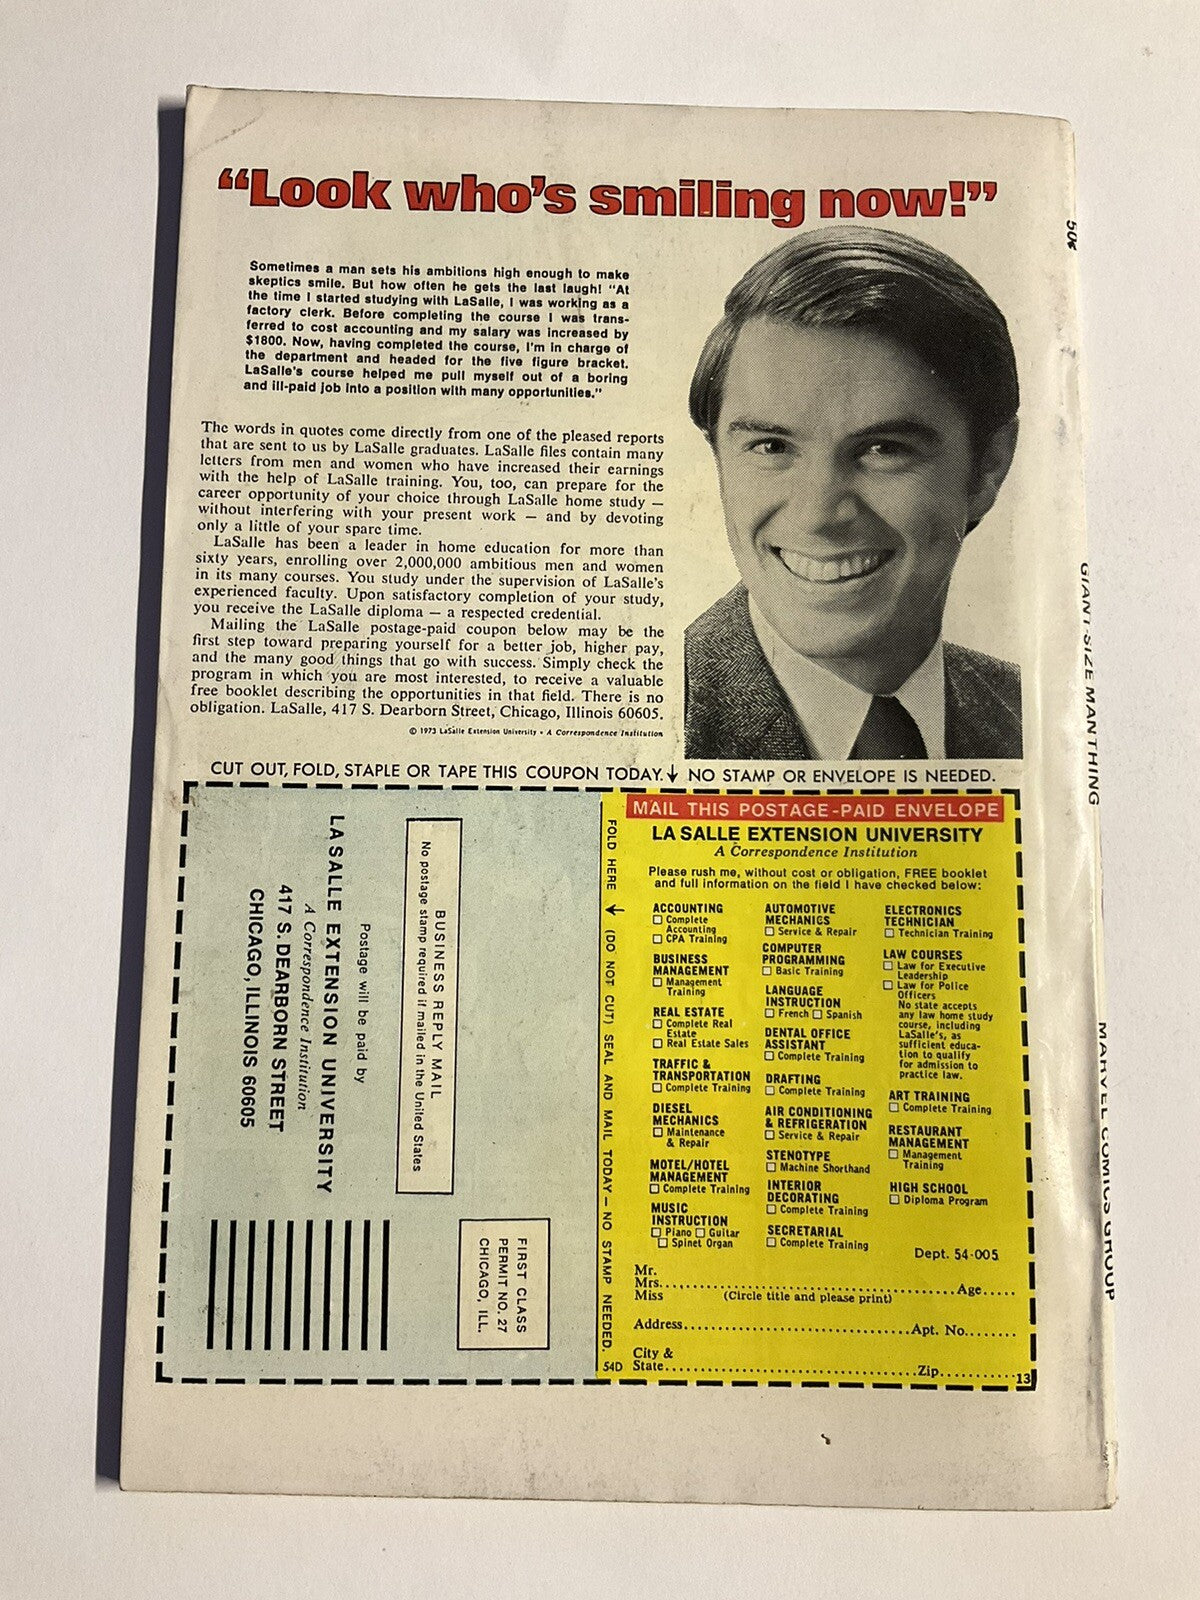 “Look who’s smiling now!”
Sometimes a man sets his ambitions high enough to make
skeptics smile. But how often he gets the last laugh! "At
the time I started studying with LaSalle, I was working as a
factory clerk. Before completing the course I was trans-
ferred to cost accounting and my salary was increased by
$1800. Now, having completed the course, I'm in charge of
the department and headed for the five figure bracket.
LaSalle's course helped me pull myself out of a boring
and ill-paid job into a position with many opportunities."
The words in quotes come directly from one of the pleased reports
that are sent to us by LaSalle graduates. LaSalle files contain many
letters from men and women who have increased their earnings
with the help of LaSalle training. You, too, can prepare for the
career opportunity of your choice through LaSalle home study —
without interfering with your present work — and by devoting
only a little of your spare time.
LaSalle has been a leader in home education for more than
sixty years, enrolling over 2,000,000 ambitious men and women
in its many courses. You study under the supervision of LaSalle's
experienced faculty. Upon satisfactory completion of your study,
you receive the LaSalle diploma — a respected credential.
Mailing the LaSalle postage-paid coupon below may be the
first step toward preparing yourself for a better job, higher pay,
and the many good things that go with success. Simply check the
program in which you are most interested, to receive a valuable
free booklet describing the opportunities in that field. There is no
obligation. LaSalle, 417 S. Dearborn Street, Chicago, Illinois 60605.
© 1973 LaSalle Extension University • A Correspondence Institution
CUT OUT, FOLD, STAPLE OR TAPE THIS COUPON TODAY. ↓ NO STAMP OR ENVELOPE IS NEEDED.
BUSINESS REPLY MAIL
No postage stamp required if mailed in the United States
Postage will be paid by
LA SALLE EXTENSION UNIVERSITY
A Correspondence Institution
417 S. DEARBORN STREET
CHICAGO, ILLINOIS 60605
FIRST CLASS
PERMIT NO. 27
CHICAGO, ILL.
FOLD HERE ↓ (DO NOT CUT) SEAL AND MAIL TODAY – NO STAMP NEEDED.
54D
MAIL THIS POSTAGE-PAID ENVELOPE
LA SALLE EXTENSION UNIVERSITY
A Correspondence Institution
Please rush me, without cost or obligation, FREE booklet
and full information on the field I have checked below:
ACCOUNTING
☐ Complete
Accounting
☐ CPA Training
BUSINESS
MANAGEMENT
☐ Management
Training
REAL ESTATE
☐ Complete Real
Estate
☐ Real Estate Sales
TRAFFIC &
TRANSPORTATION
☐ Complete Training
DIESEL
MECHANICS
☐ Maintenance
& Repair
MOTEL/HOTEL
MANAGEMENT
☐ Complete Training
MUSIC
INSTRUCTION
☐ Piano ☐ Guitar
☐ Spinet Organ
AUTOMOTIVE
MECHANICS
☐ Service & Repair
COMPUTER
PROGRAMMING
☐ Basic Training
LANGUAGE
INSTRUCTION
☐ French ☐ Spanish
DENTAL OFFICE
ASSISTANT
☐ Complete Training
DRAFTING
☐ Complete Training
AIR CONDITIONING
& REFRIGERATION
☐ Service & Repair
STENOTYPE
☐ Machine Shorthand
INTERIOR
DECORATING
☐ Complete Training
SECRETARIAL
☐ Complete Training
ELECTRONICS
TECHNICIAN
☐ Technician Training
LAW COURSES
☐ Law for Executive
Leadership
☐ Law for Police
Officers
No state accepts
any law home study
course, including
LaSalle's, as
sufficient educa-
tion to qualify
for admission to
practice law.
ART TRAINING
☐ Complete Training
RESTAURANT
MANAGEMENT
☐ Management
Training
HIGH SCHOOL
☐ Diploma Program
Dept. 54-005
Mr.
Mrs. Age
Miss (Circle title and please print)
Address Apt. No.
City &
State Zip
13
50¢
GIANT-SIZE MAN THING
MARVEL COMICS GROUP